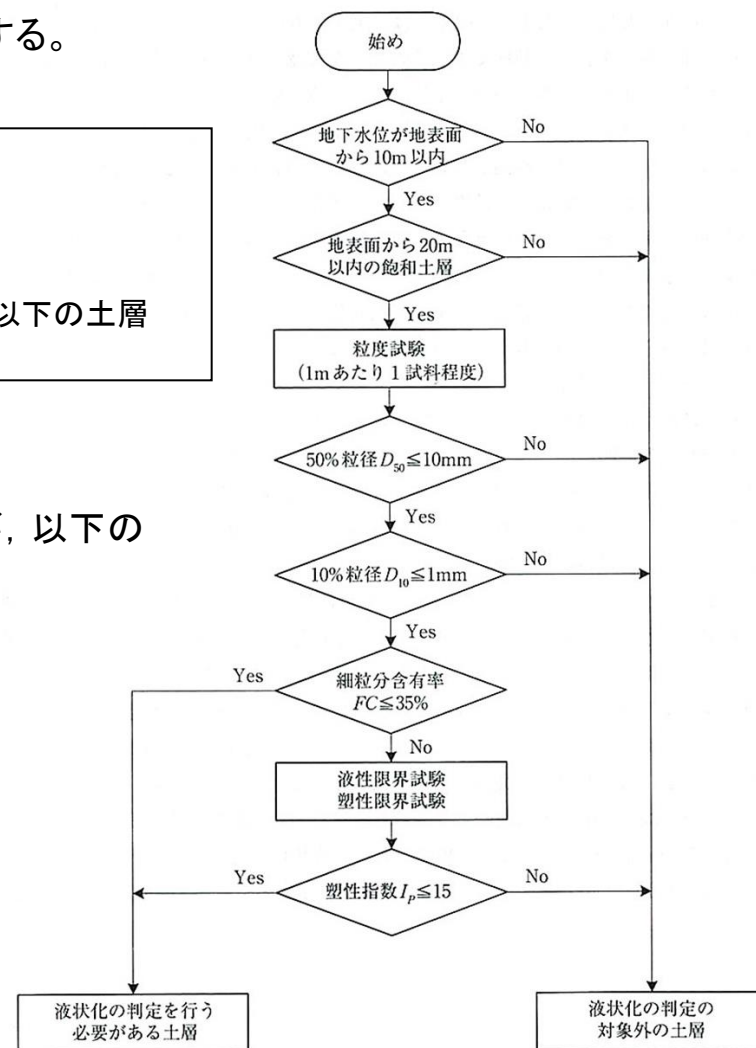 する。
以下の土層
，以下の
始め
地下水位が地表面
から10m以内
No
Yes
地表面から20m
以内の飽和土層
No
Yes
粒度試験
(1mあたり1試料程度)
50%粒径D₅₀≦10mm
No
Yes
10%粒径D₁₀≦1mm
No
Yes
細粒分含有率
FC≦35%
Yes
No
液性限界試験
塑性限界試験
塑性指数I_P≦15
Yes
No
液状化の判定を行う
必要がある土層
液状化の判定の
対象外の土層